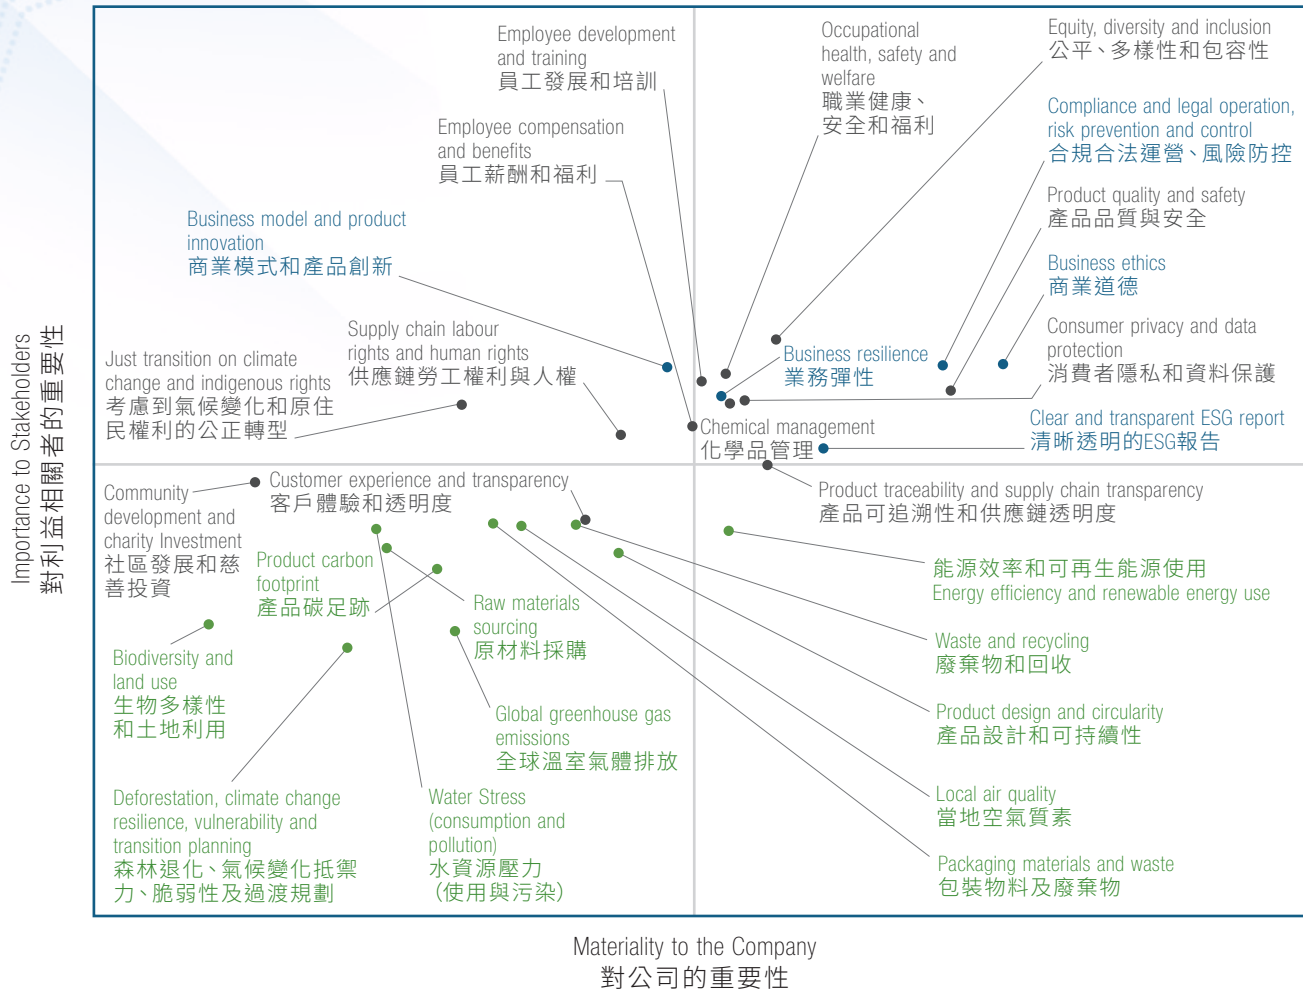 Employee development
and training
員工發展和培訓
Occupational
health, safety and
welfare
職業健康、
安全和福利
Equity, diversity and inclusion
公平、多樣性和包容性
Compliance and legal operation,
risk prevention and control
合規合法運營、風險防控
Employee compensation
and benefits
員工薪酬和福利
Product quality and safety
產品品質與安全
Business model and product
innovation
商業模式和產品創新
Business ethics
商業道德
Consumer privacy and data
protection
消費者隱私和資料保護
Supply chain labour
rights and human rights
供應鏈勞工權利與人權
Business resilience
業務彈性
Just transition on climate
change and indigenous rights
考慮到氣候變化和原住
民權利的公正轉型
Chemical management
化學品管理
Clear and transparent ESG report
清晰透明的ESG報告
Importance to Stakeholders
對利益相關者的重要性
Community
development and
charity Investment
社區發展和慈
善投資
Customer experience and transparency
客戶體驗和透明度
Product traceability and supply chain transparency
產品可追溯性和供應鏈透明度
Product carbon
footprint
產品碳足跡
能源效率和可再生能源使用
Energy efficiency and renewable energy use
Raw materials
sourcing
原材料採購
Waste and recycling
廢棄物和回收
Biodiversity and
land use
生物多樣性
和土地利用
Global greenhouse gas
emissions
全球溫室氣體排放
Product design and circularity
產品設計和可持續性
Deforestation, climate change
resilience, vulnerability and
transition planning
森林退化、氣候變化抵禦
力、脆弱性及過渡規劃
Water Stress
(consumption and
pollution)
水資源壓力
（使用與污染）
Local air quality
當地空氣質素
Packaging materials and waste
包裝物料及廢棄物
Materiality to the Company
對公司的重要性